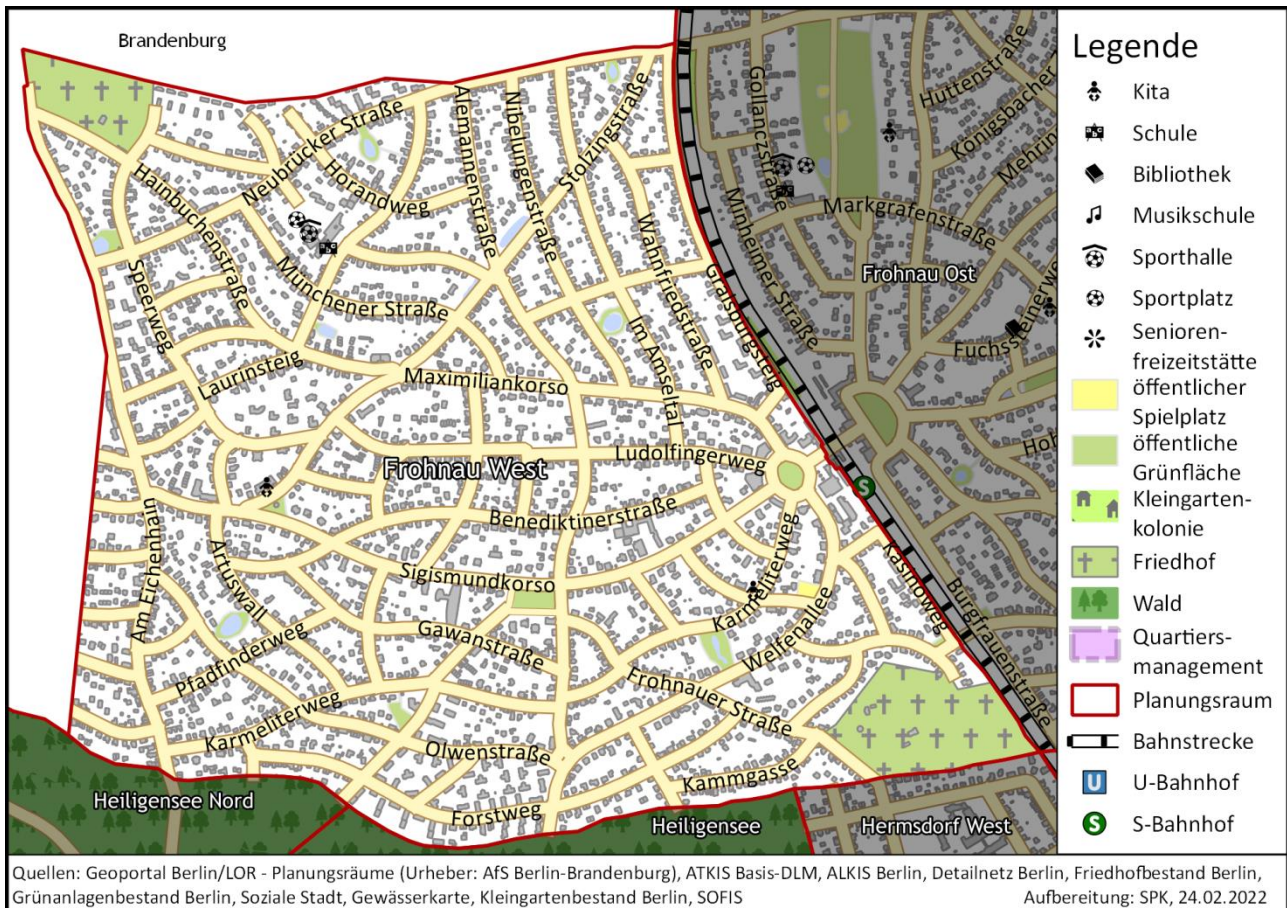 Brandenburg
Neubrücker Straße
Horandweg
Alemannenstraße
Nibelungenstraße
Stolzingstraße
Hainbuchenstraße
Speerweg
Münchener Straße
Laurinsteig
Maximiliankorso
Im Amseltal
Wahnfriedstraße
Gralsburgsteig
Gollanczstraße
Minheimer Straße
Huttenstraße
Markgrafenstraße
Frohnau Ost
Ludolfingerweg
Frohnau West
Benediktinerstraße
Sigismundkorso
Am Eichenhain
Artuswall
Pfadfinderweg
Gawanstraße
Karmeliterweg
Karmeliterweg
Welfenallee
Kasinoweg
Burgfrauenstraße
Frohnauer Straße
Olwenstraße
Kammgasse
Forstweg
Heiligensee Nord
Heiligensee
Hermsdorf West
S
Legende
Kita
Schule
Bibliothek
Musikschule
Sporthalle
Sportplatz
Senioren-
freizeitstätte
öffentlicher
Spielplatz
öffentliche
Grünfläche
Kleingarten-
kolonie
Friedhof
Wald
Quartiers-
management
Planungsraum
Bahnstrecke
U U-Bahnhof
S S-Bahnhof
Quellen: Geoportal Berlin/LOR - Planungsräume (Urheber: AfS Berlin-Brandenburg), ATKIS Basis-DLM, ALKIS Berlin, Detailnetz Berlin, Friedhofbestand Berlin,
Grünanlagenbestand Berlin, Soziale Stadt, Gewässerkarte, Kleingartenbestand Berlin, SOFIS
Aufbereitung: SPK, 24.02.2022